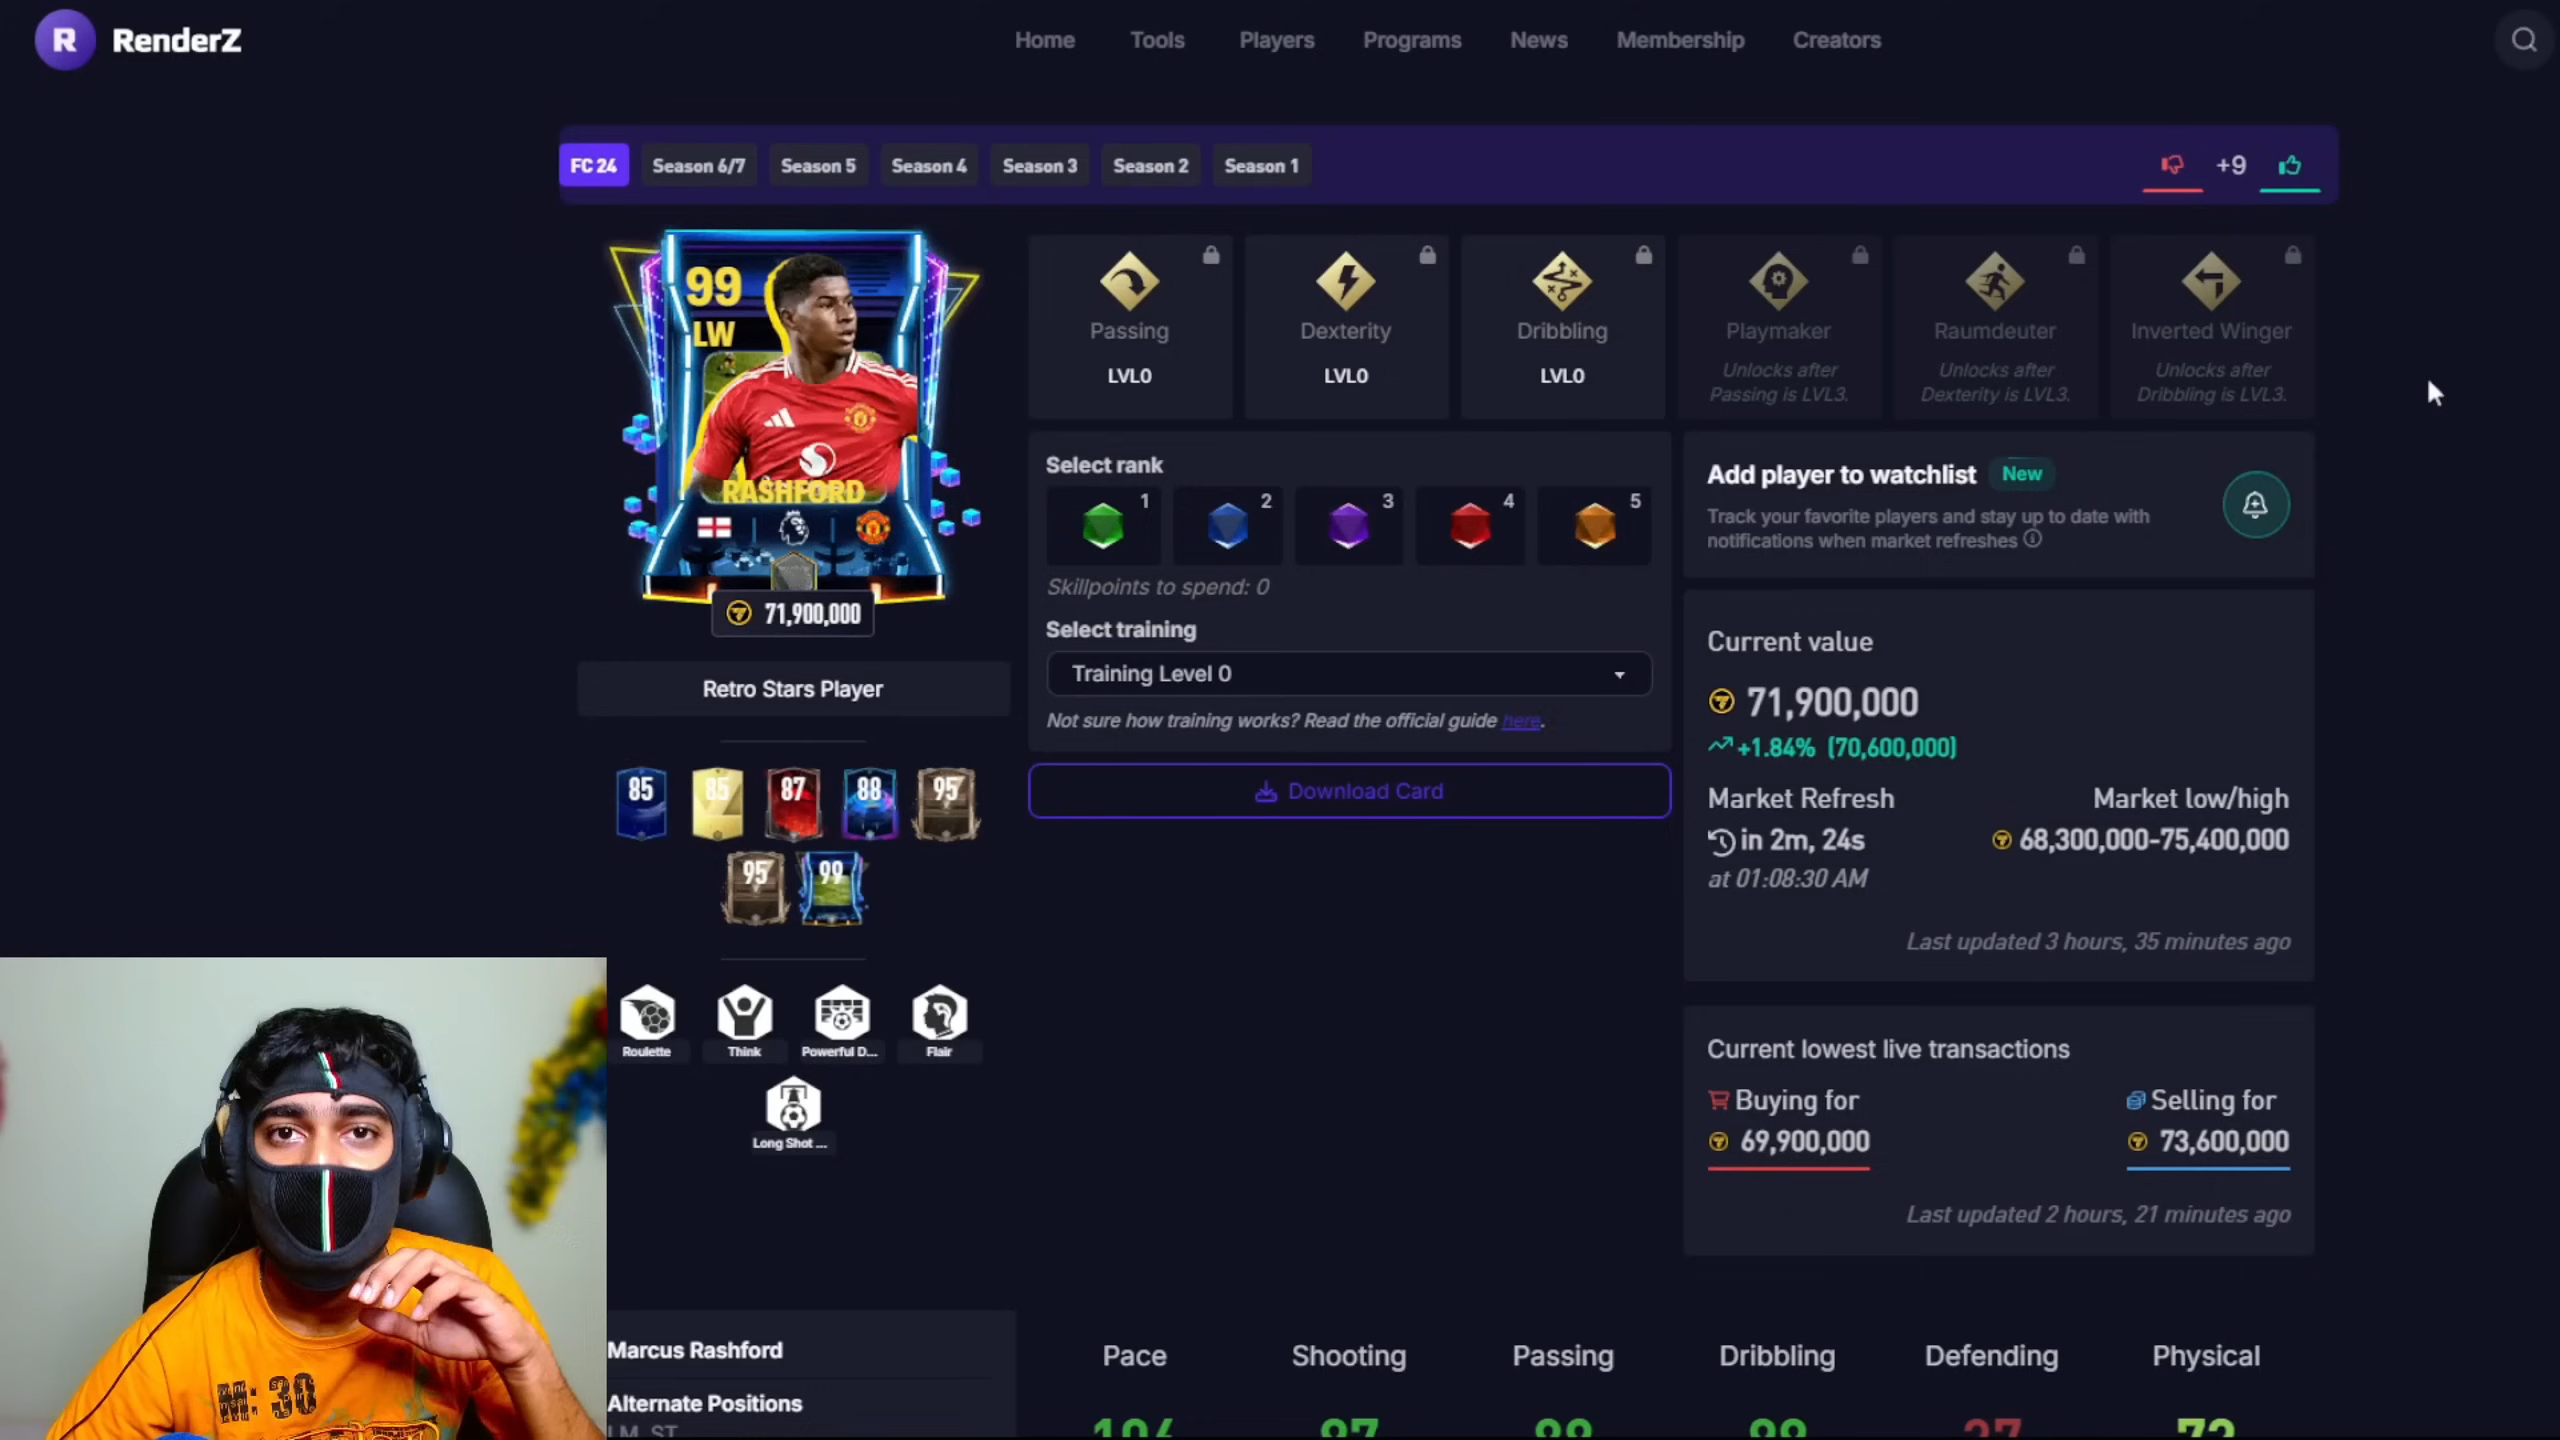 R RenderZ
Home Tools Players Programs News Membership Creators
FC 24 Season 6/7 Season 5 Season 4 Season 3 Season 2 Season 1
+9
99
LW
RASHFORD
71,900,000
Retro Stars Player
85 85 87 88 95
95 99
Roulette Think Powerful D... Flair
Long Shot ...
Marcus Rashford
Alternate Positions
LM, ST
Passing
LVL0
Dexterity
LVL0
Dribbling
LVL0
Playmaker
Unlocks after
Passing is LVL3.
Raumdeuter
Unlocks after
Dexterity is LVL3.
Inverted Winger
Unlocks after
Dribbling is LVL3.
Select rank
1 2 3 4 5
Skillpoints to spend: 0
Select training
Training Level 0
Not sure how training works? Read the official guide here.
Download Card
Add player to watchlist New
Track your favorite players and stay up to date with
notifications when market refreshes
Current value
71,900,000
+1.84% (70,600,000)
Market Refresh
in 2m, 24s
at 01:08:30 AM
Market low/high
68,300,000-75,400,000
Last updated 3 hours, 35 minutes ago
Current lowest live transactions
Buying for
69,900,000
Selling for
73,600,000
Last updated 2 hours, 21 minutes ago
Pace Shooting Passing Dribbling Defending Physical
M: 30